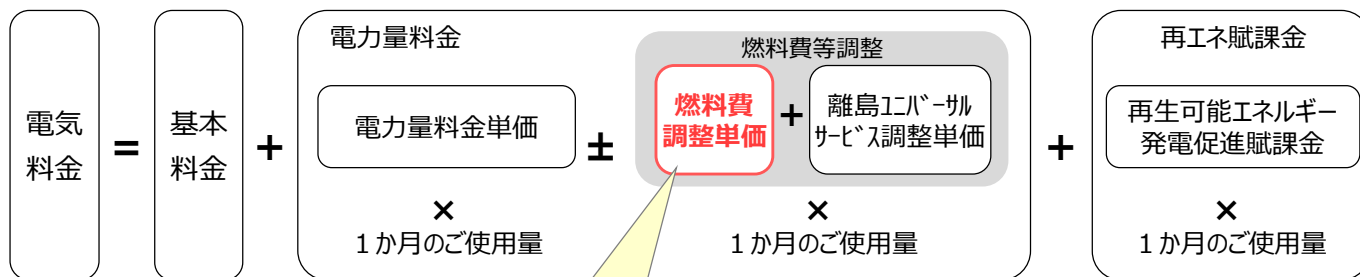 電気
料金
=
基本
料金
+
電力量料金
電力量料金単価
×
1か月のご使用量
±
燃料費等調整
燃料費
調整単価
+
離島ﾕﾆﾊﾞｰｻﾙ
ｻｰﾋﾞｽ調整単価
×
1か月のご使用量
+
再エネ賦課金
再生可能エネルギー
発電促進賦課金
×
1か月のご使用量